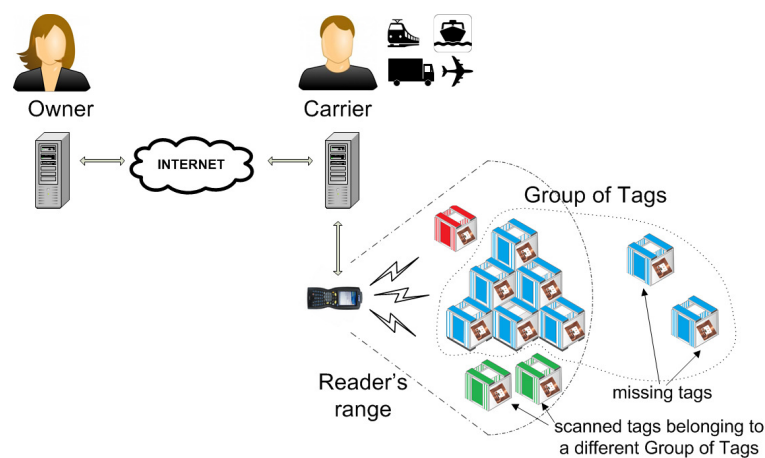 Owner
Carrier
INTERNET
Group of Tags
Reader's
range
missing tags
scanned tags belonging to
a different Group of Tags